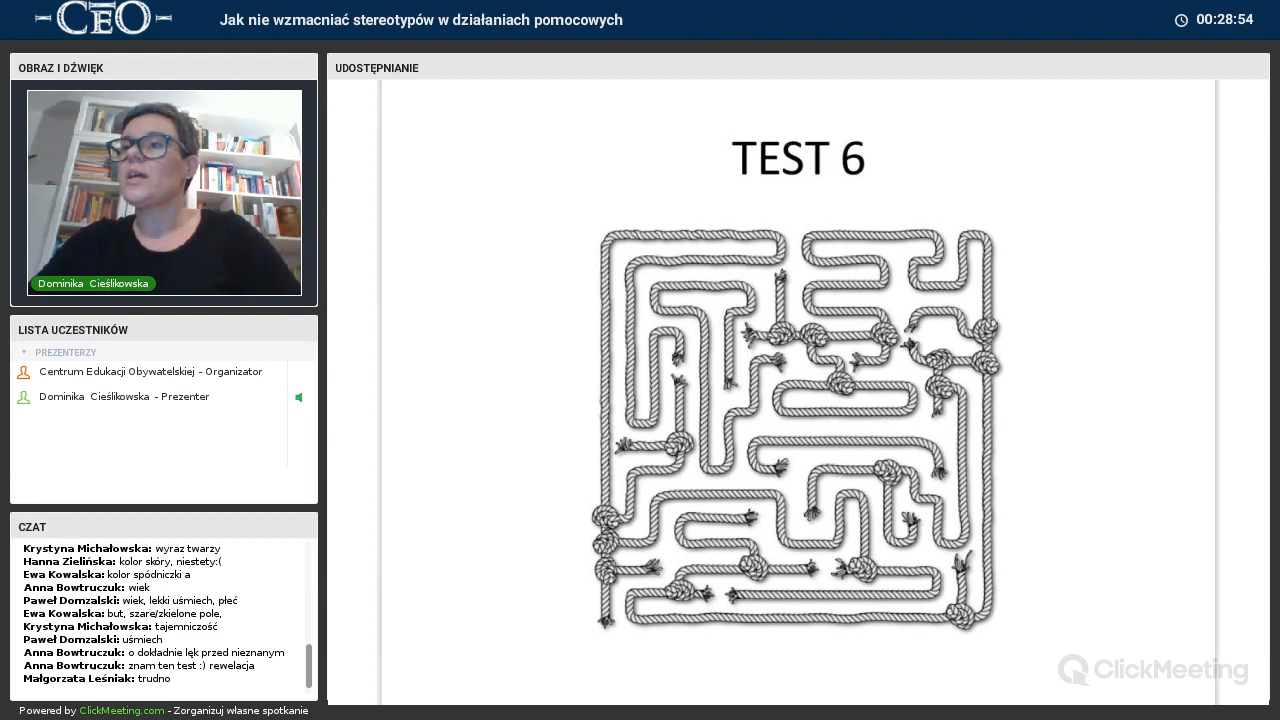 CEO
Jak nie wzmacniać stereotypów w działaniach pomocowych
00:28:54
OBRAZ I DŹWIĘK
Dominika Cieślikowska
LISTA UCZESTNIKÓW
PREZENTERZY
Centrum Edukacji Obywatelskiej - Organizator
Dominika Cieślikowska - Prezenter
CZAT
Krystyna Michałowska: wyraz twarzy
Hanna Zielińska: kolor skóry, niestety:(
Ewa Kowalska: kolor spódniczki a
Anna Bowtruczuk: wiek
Paweł Domzalski: wiek, lekki uśmiech, płeć
Ewa Kowalska: but, szare/zkielone pole,
Krystyna Michałowska: tajemniczość
Paweł Domzalski: uśmiech
Anna Bowtruczuk: o dokładnie lęk przed nieznanym
Anna Bowtruczuk: znam ten test :) rewelacja
Małgorzata Leśniak: trudno
Powered by ClickMeeting.com - Zorganizuj własne spotkanie
UDOSTĘPNIANIE
TEST 6
ClickMeeting